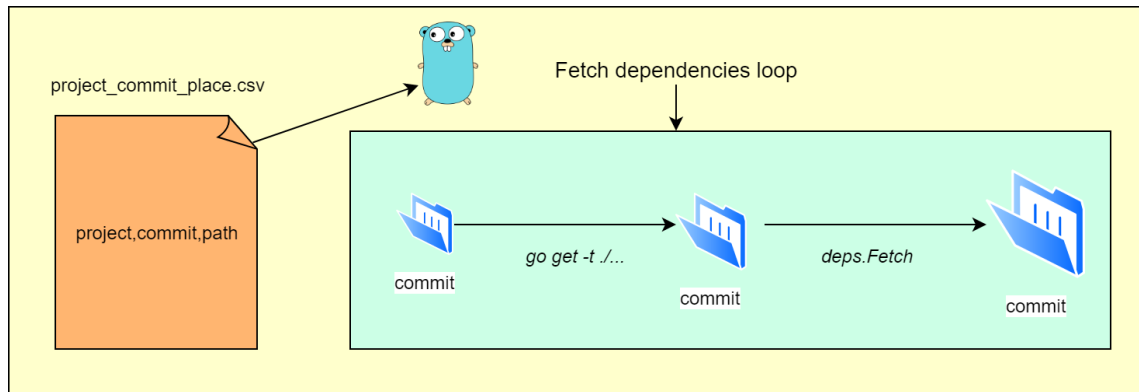 project_commit_place.csv
Fetch dependencies loop
project,commit,path
go get -t ./...
deps.Fetch
commit
commit
commit